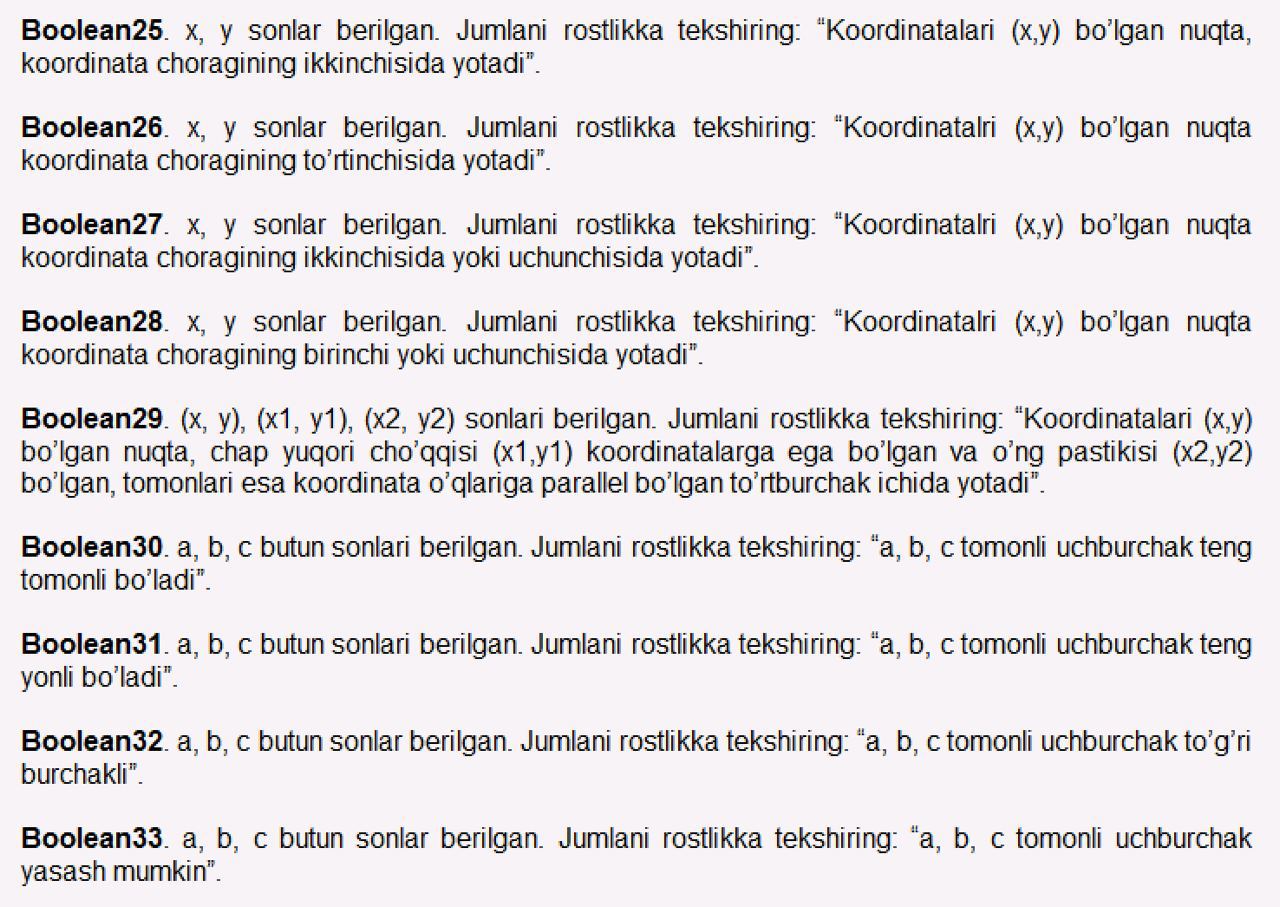 Boolean25. x, y sonlar berilgan. Jumlani rostlikka tekshiring: “Koordinatalari (x,y) bo’lgan nuqta,
koordinata choragining ikkinchisida yotadi”.
Boolean26. x, y sonlar berilgan. Jumlani rostlikka tekshiring: “Koordinatalri (x,y) bo’lgan nuqta
koordinata choragining to’rtinchisida yotadi”.
Boolean27. x, y sonlar berilgan. Jumlani rostlikka tekshiring: “Koordinatalri (x,y) bo’lgan nuqta
koordinata choragining ikkinchisida yoki uchunchisida yotadi”.
Boolean28. x, y sonlar berilgan. Jumlani rostlikka tekshiring: “Koordinatalri (x,y) bo’lgan nuqta
koordinata choragining birinchi yoki uchunchisida yotadi”.
Boolean29. (x, y), (x1, y1), (x2, y2) sonlari berilgan. Jumlani rostlikka tekshiring: “Koordinatalari (x,y)
bo’lgan nuqta, chap yuqori cho’qqisi (x1,y1) koordinatalarga ega bo’lgan va o’ng pastikisi (x2,y2)
bo’lgan, tomonlari esa koordinata o’qlariga parallel bo’lgan to’rtburchak ichida yotadi”.
Boolean30. a, b, c butun sonlari berilgan. Jumlani rostlikka tekshiring: “a, b, c tomonli uchburchak teng
tomonli bo’ladi”.
Boolean31. a, b, c butun sonlari berilgan. Jumlani rostlikka tekshiring: “a, b, c tomonli uchburchak teng
yonli bo’ladi”.
Boolean32. a, b, c butun sonlar berilgan. Jumlani rostlikka tekshiring: “a, b, c tomonli uchburchak to’g’ri
burchakli”.
Boolean33. a, b, c butun sonlar berilgan. Jumlani rostlikka tekshiring: “a, b, c tomonli uchburchak
yasash mumkin”.